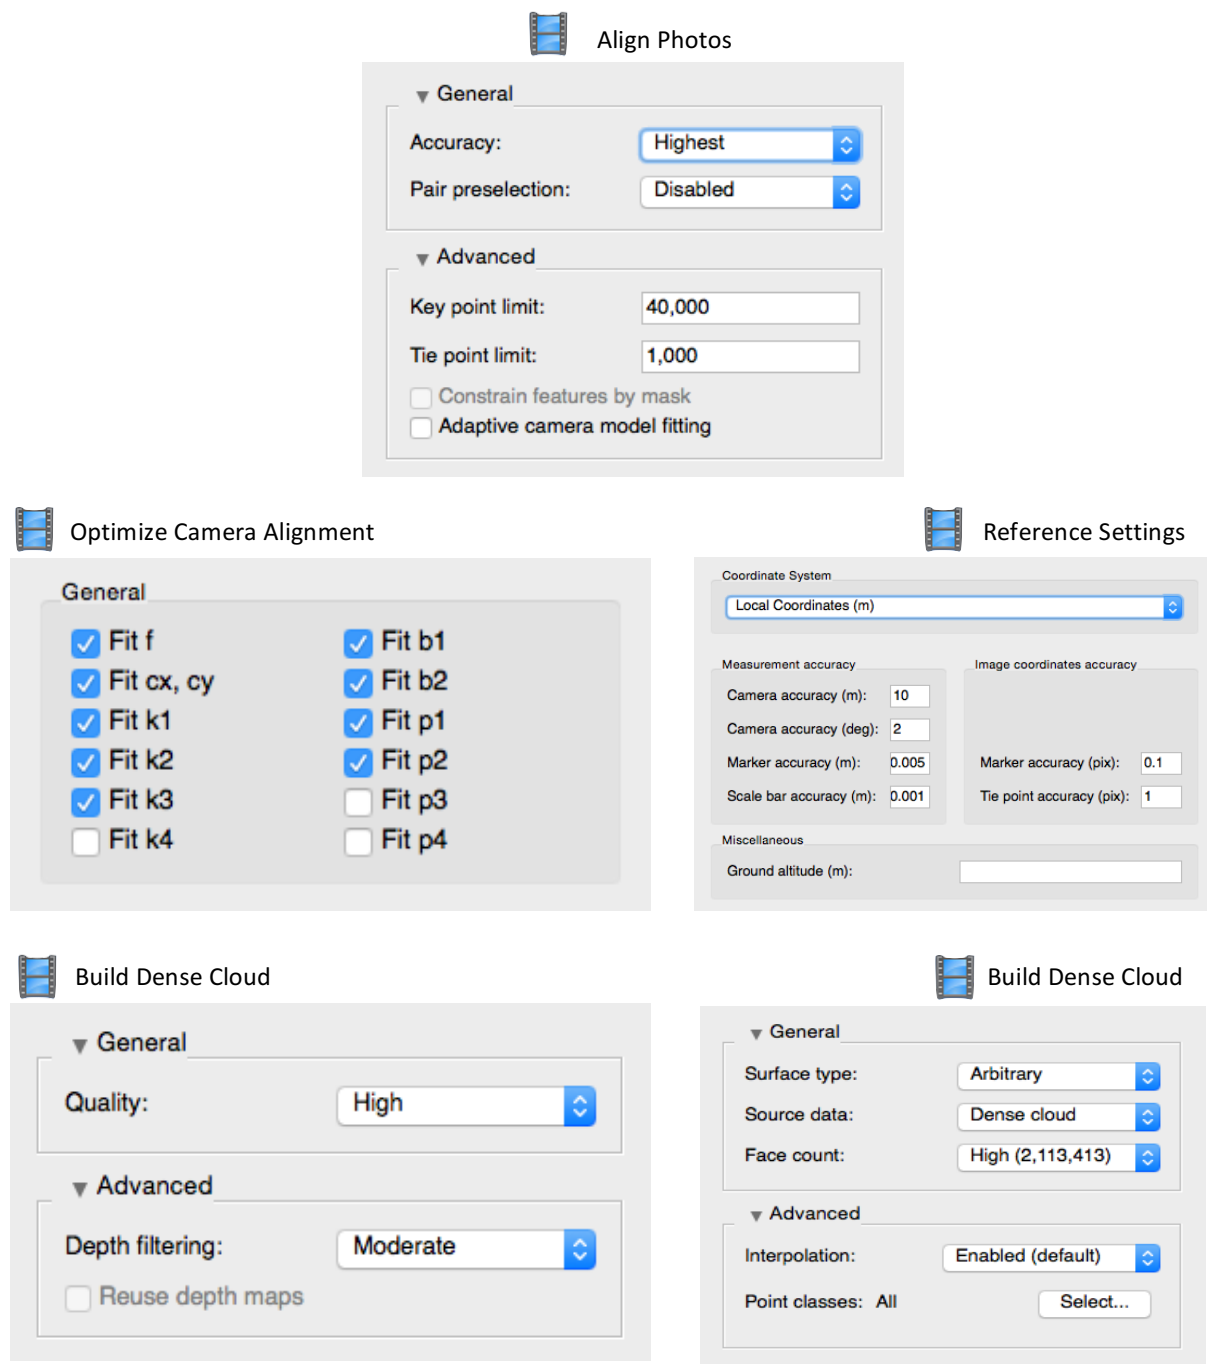 Align Photos
General
Accuracy: Highest
Pair preselection: Disabled
Advanced
Key point limit: 40,000
Tie point limit: 1,000
Constrain features by mask
Adaptive camera model fitting
Optimize Camera Alignment
General
Fit f Fit b1
Fit cx, cy Fit b2
Fit k1 Fit p1
Fit k2 Fit p2
Fit k3 Fit p3
Fit k4 Fit p4
Reference Settings
Coordinate System
Local Coordinates (m)
Measurement accuracy
Camera accuracy (m): 10
Camera accuracy (deg): 2
Marker accuracy (m): 0.005
Scale bar accuracy (m): 0.001
Image coordinates accuracy
Marker accuracy (pix): 0.1
Tie point accuracy (pix): 1
Miscellaneous
Ground altitude (m):
Build Dense Cloud
General
Quality: High
Advanced
Depth filtering: Moderate
Reuse depth maps
Build Dense Cloud
General
Surface type: Arbitrary
Source data: Dense cloud
Face count: High (2,113,413)
Advanced
Interpolation: Enabled (default)
Point classes: All Select...